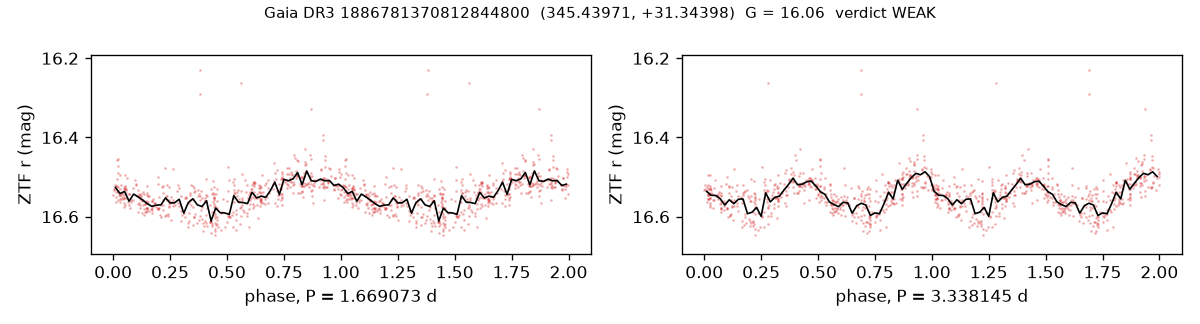 Gaia DR3 1886781370812844800  (345.43971, +31.34398)  G = 16.06  verdict WEAK
ZTF r (mag)
16.2
16.4
16.6
0.00 0.25 0.50 0.75 1.00 1.25 1.50 1.75 2.00
phase, P = 1.669073 d
ZTF r (mag)
16.2
16.4
16.6
0.00 0.25 0.50 0.75 1.00 1.25 1.50 1.75 2.00
phase, P = 3.338145 d